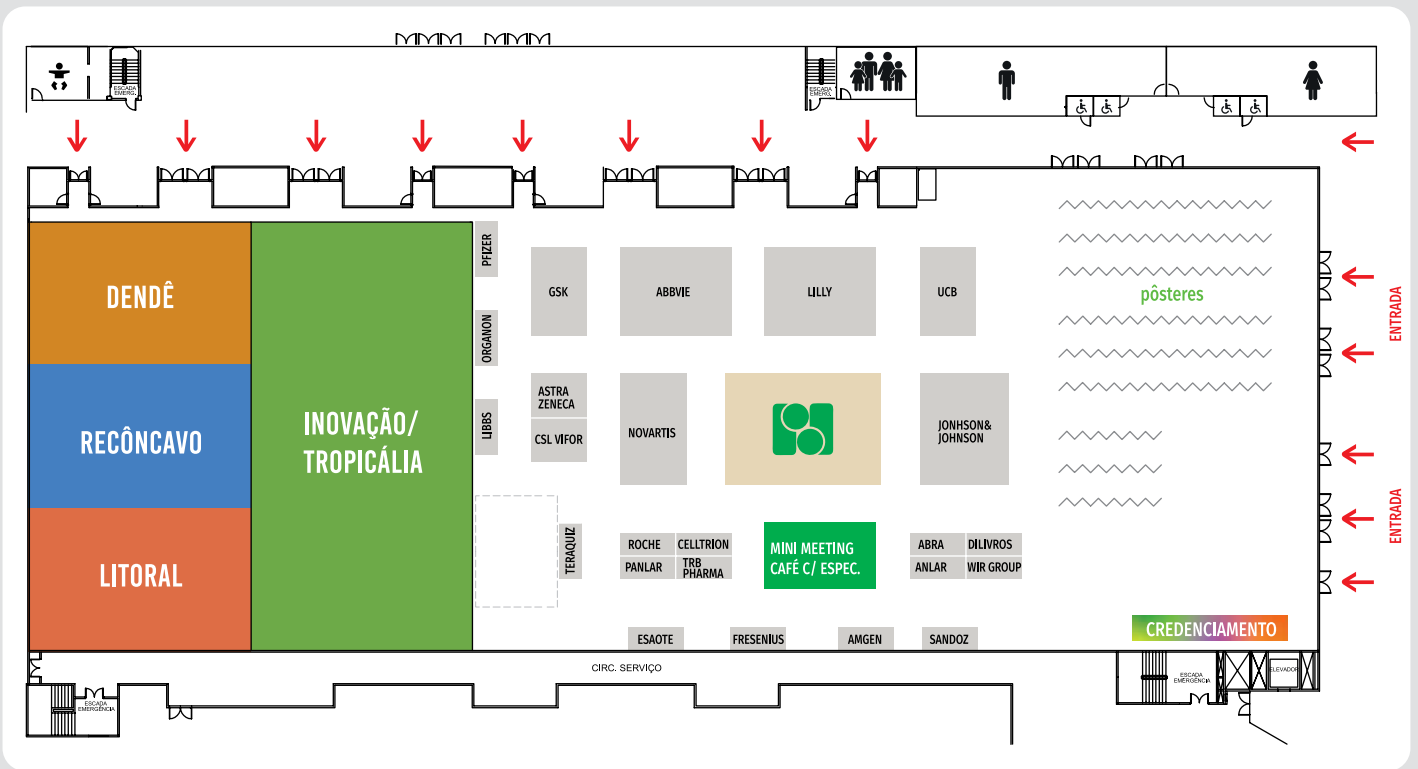 ESCADA
EMERG.
ESCADA
EMERG.
DENDÊ
RECÔNCAVO
LITORAL
INOVAÇÃO/
TROPICÁLIA
PFIZER
ORGANON
LIBBS
TERAQUIZ
GSK
ABBVIE
LILLY
UCB
pôsteres
ENTRADA
ENTRADA
ASTRA
ZENECA
CSL VIFOR
NOVARTIS
JONHSON&
JOHNSON
ROCHE
CELLTRION
PANLAR
TRB
PHARMA
MINI MEETING
CAFÉ C/ ESPEC.
ABRA
DILIVROS
ANLAR
WIR GROUP
ESAOTE
FRESENIUS
AMGEN
SANDOZ
CREDENCIAMENTO
CIRC. SERVIÇO
ESCADA
EMERGÊNCIA
ESCADA
EMERGÊNCIA
ELEVADOR